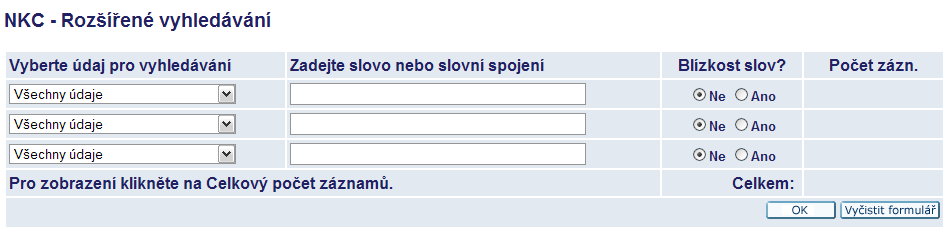 NKC - Rozšířené vyhledávání
Vyberte údaj pro vyhledávání Zadejte slovo nebo slovní spojení Blízkost slov? Počet zázn.
Všechny údaje Ne Ano
Všechny údaje Ne Ano
Všechny údaje Ne Ano
Pro zobrazení klikněte na Celkový počet záznamů. Celkem:
OK Vyčistit formulář